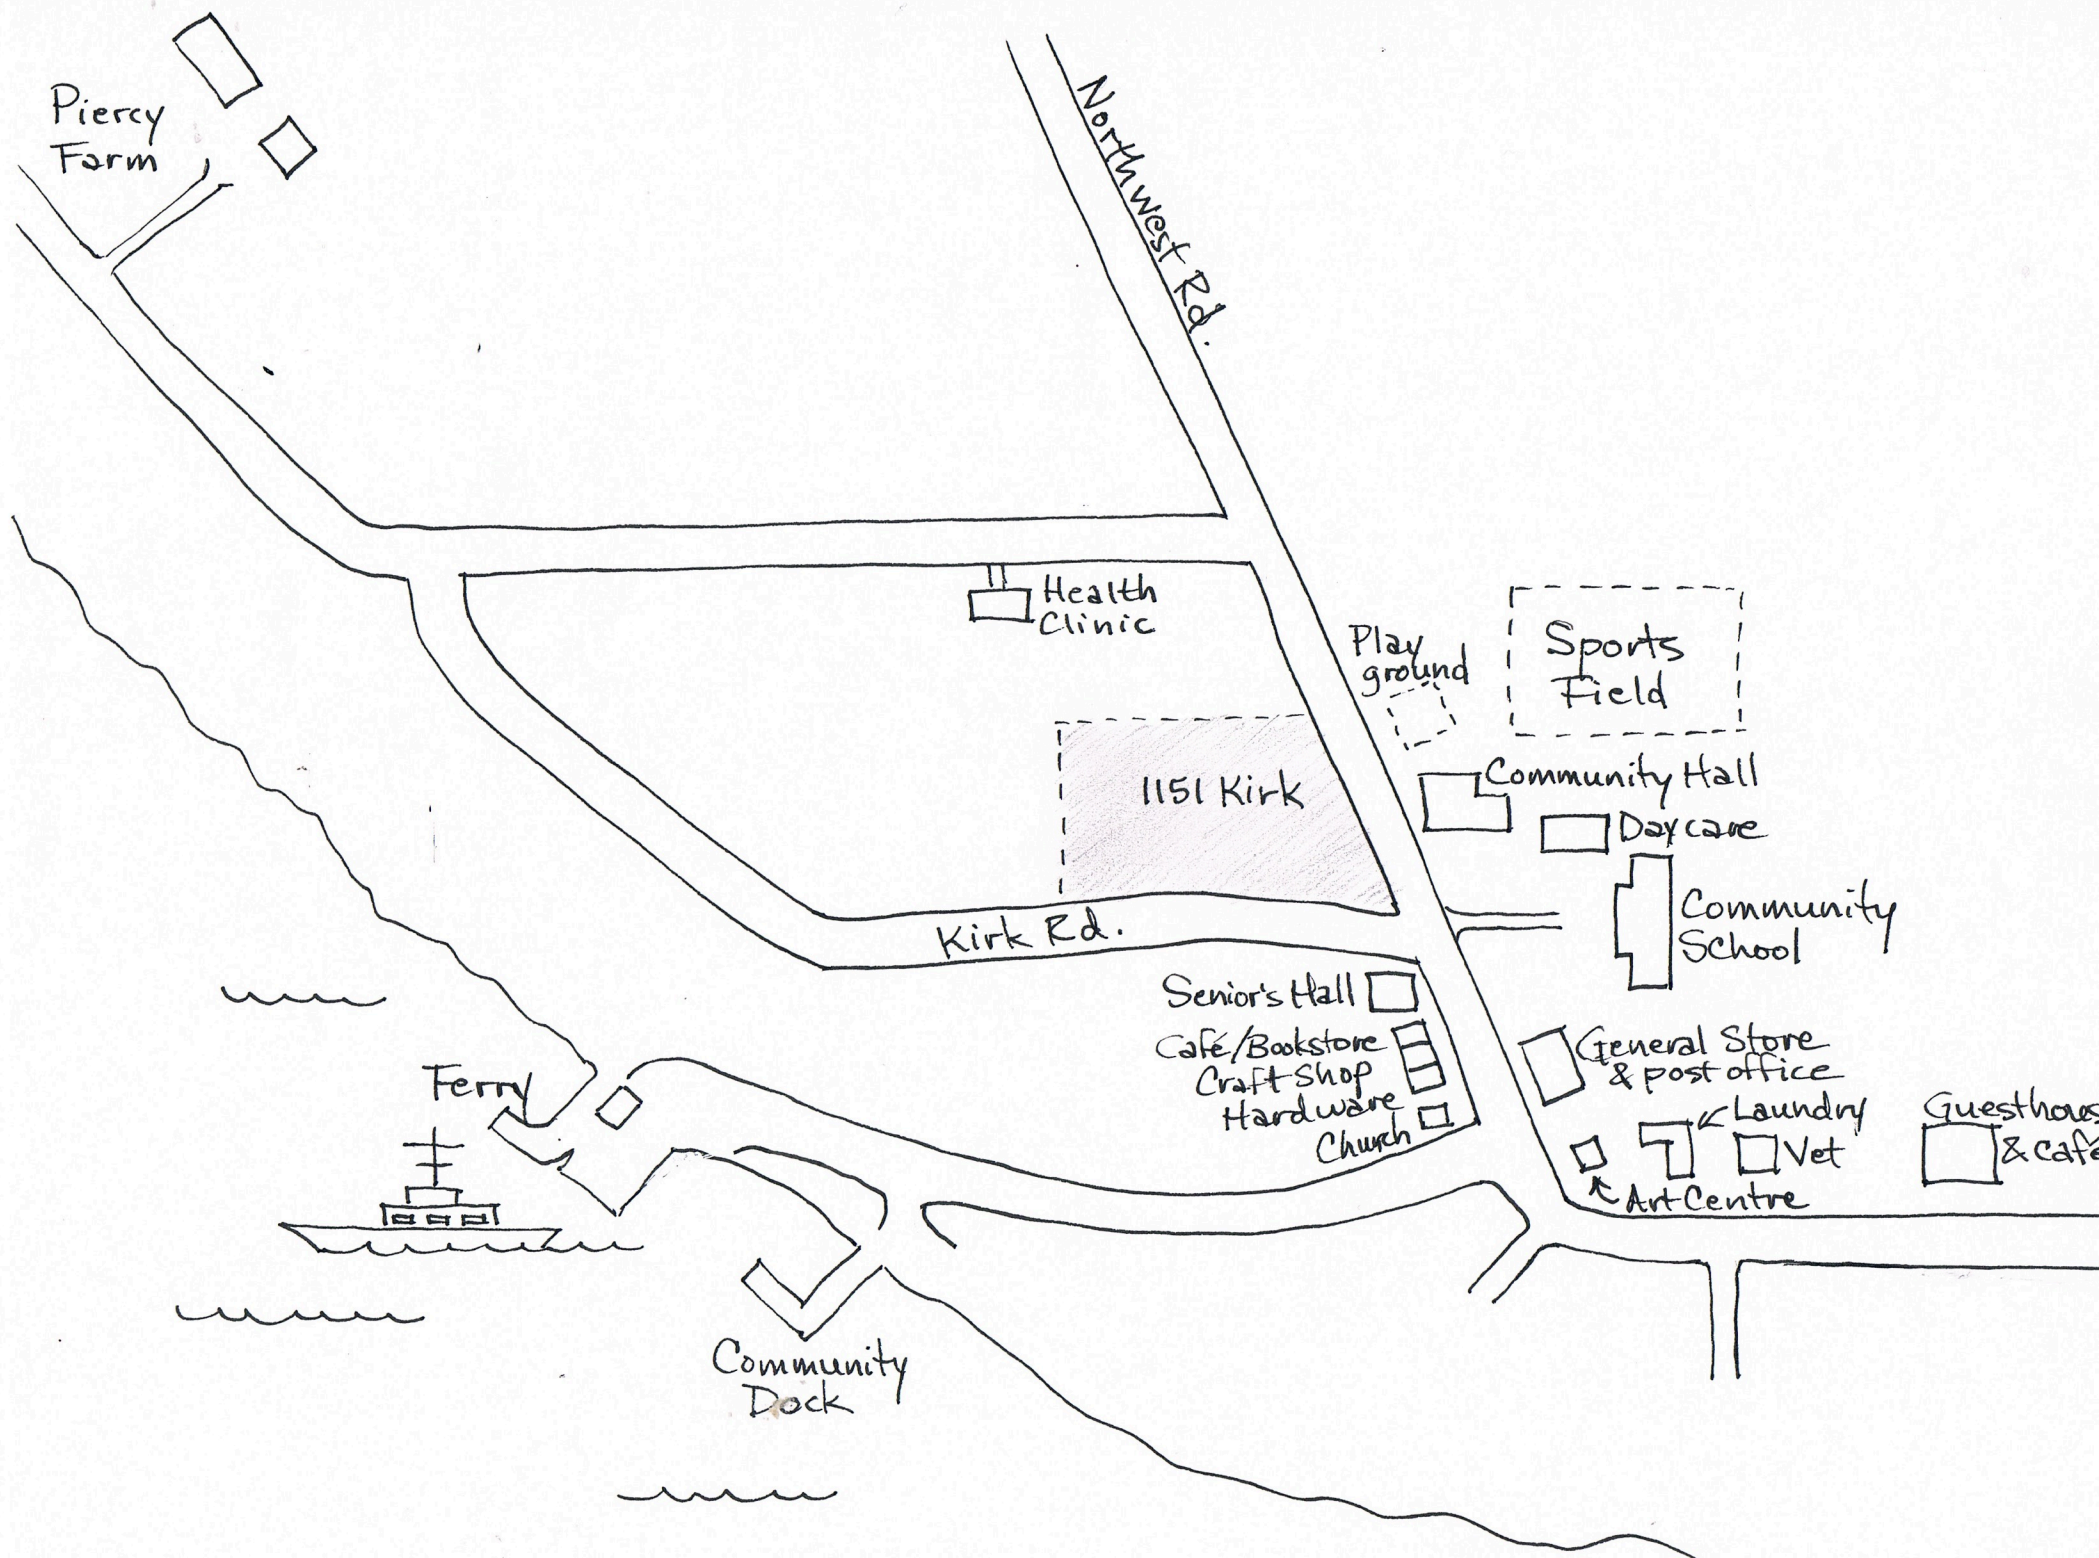 Piercy
Farm
Northwest Rd.
Health
Clinic
Play
ground
Sports
Field
1151 Kirk
Community Hall
Daycare
Community
School
Kirk Rd.
Senior's Hall
Café/Bookstore
Craft Shop
Hardware
Church
General Store
& post office
Laundry
Vet
Art Centre
Guesthous
& café
Ferry
Community
Dock